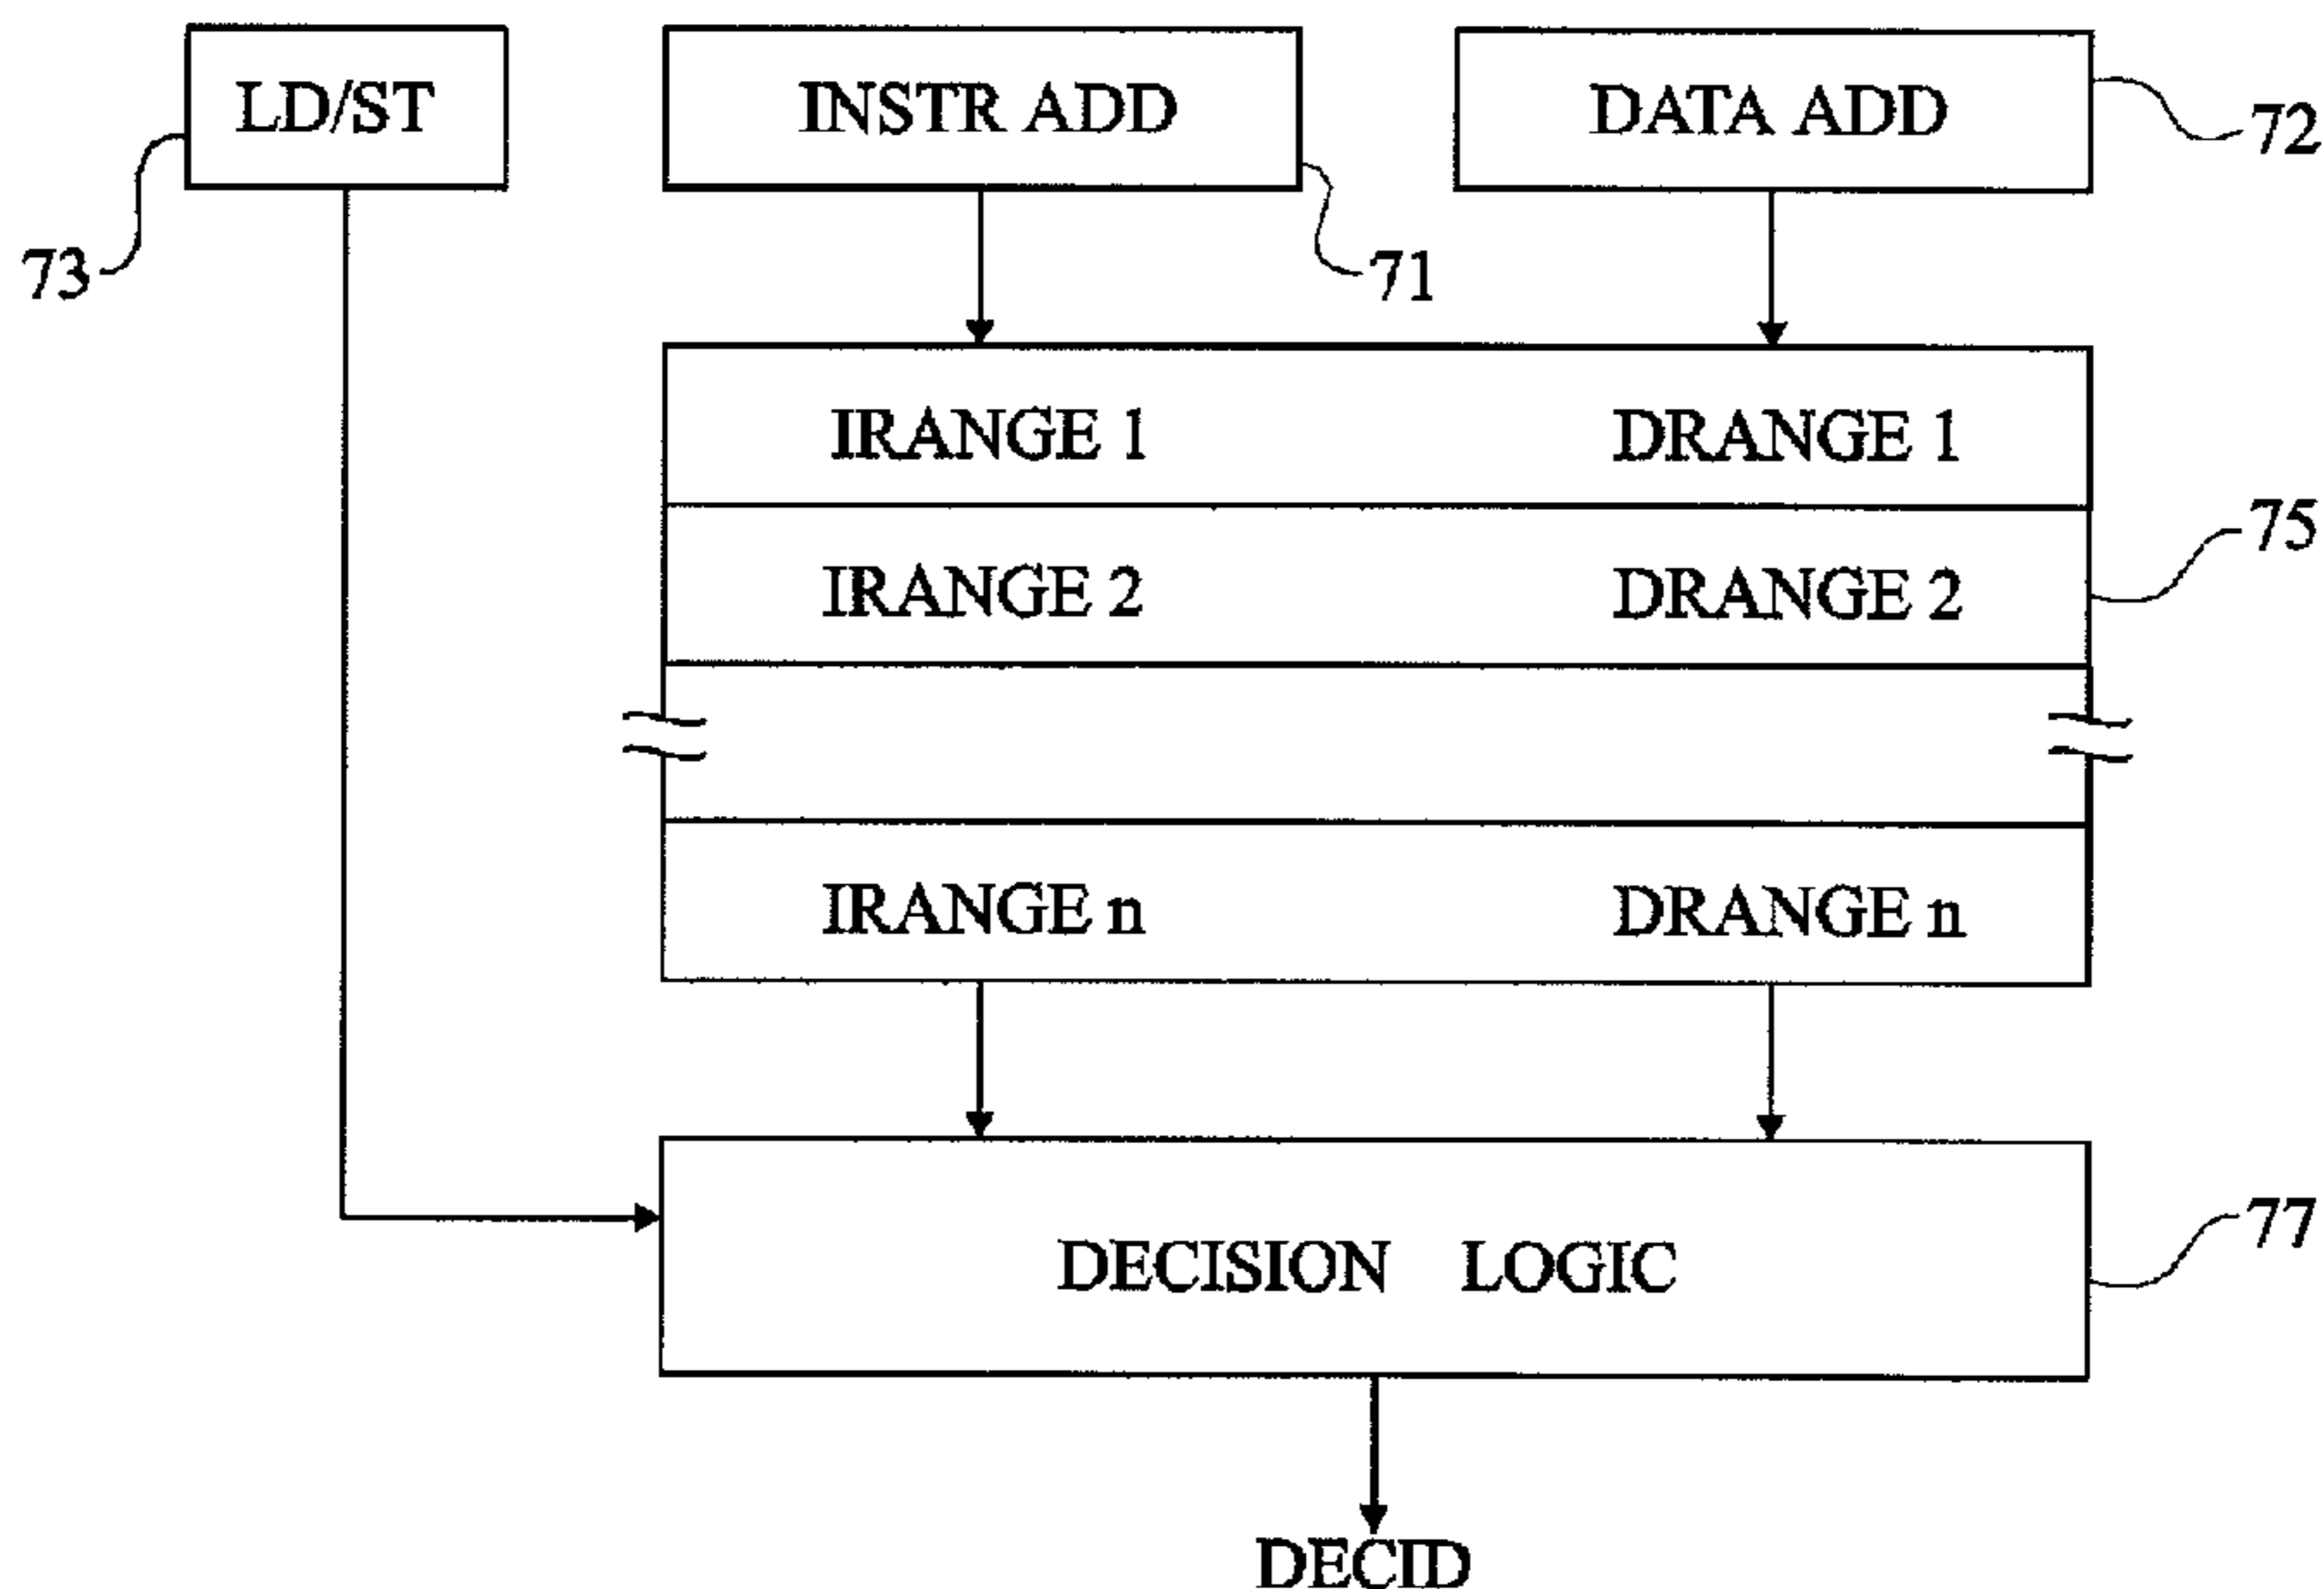 LD/ST
INSTR ADD
DATA ADD
72
73
71
IRANGE 1
DRANGE 1
75
IRANGE 2
DRANGE 2
IRANGE n
DRANGE n
77
DECISION LOGIC
DECID